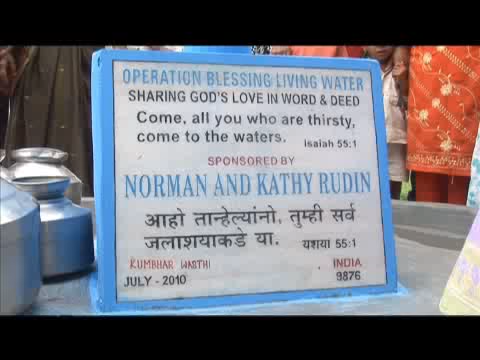 OPERATION BLESSING LIVING WATER
SHARING GOD'S LOVE IN WORD & DEED
Come, all you who are thirsty,
come to the waters. Isaiah 55:1
SPONSORED BY
NORMAN AND KATHY RUDIN
आहो तान्हेल्यांनो, तुम्ही सर्व
जलाशयाकडे या. यशया 55:1
KUMBHAR WASTHI INDIA
JULY - 2010 9876